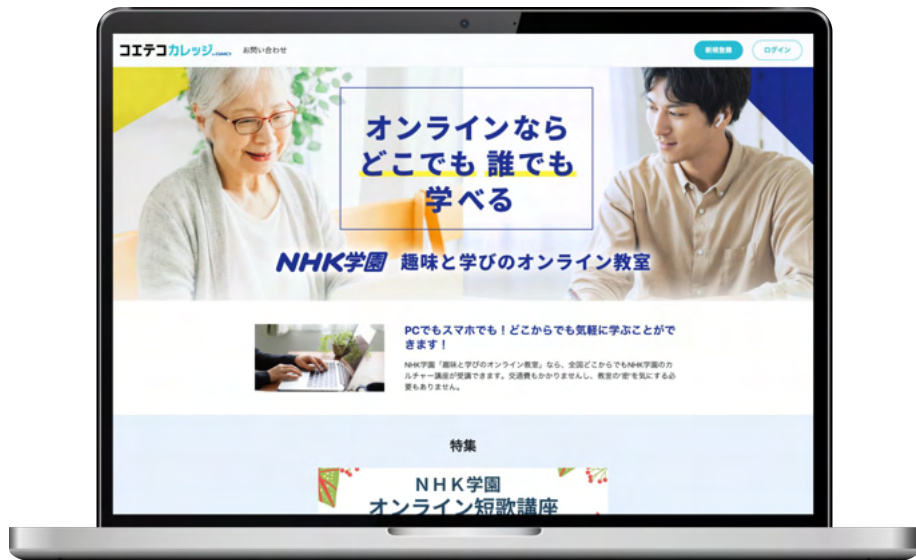 コエテコカレッジ
お問い合わせ
新規登録
ログイン
オンラインなら
どこでも 誰でも
学べる
NHK学園 趣味と学びのオンライン教室
PCでもスマホでも！どこからでも気軽に学ぶことがで
きます！
NHK学園「趣味と学びのオンライン教室」なら、全国どこからでもNHK学園のカ
ルチャー講座が受講できます。交通費もかかりませんし、教室の"密"を気にする必
要もありません。
特集
NHK学園
オンライン短歌講座